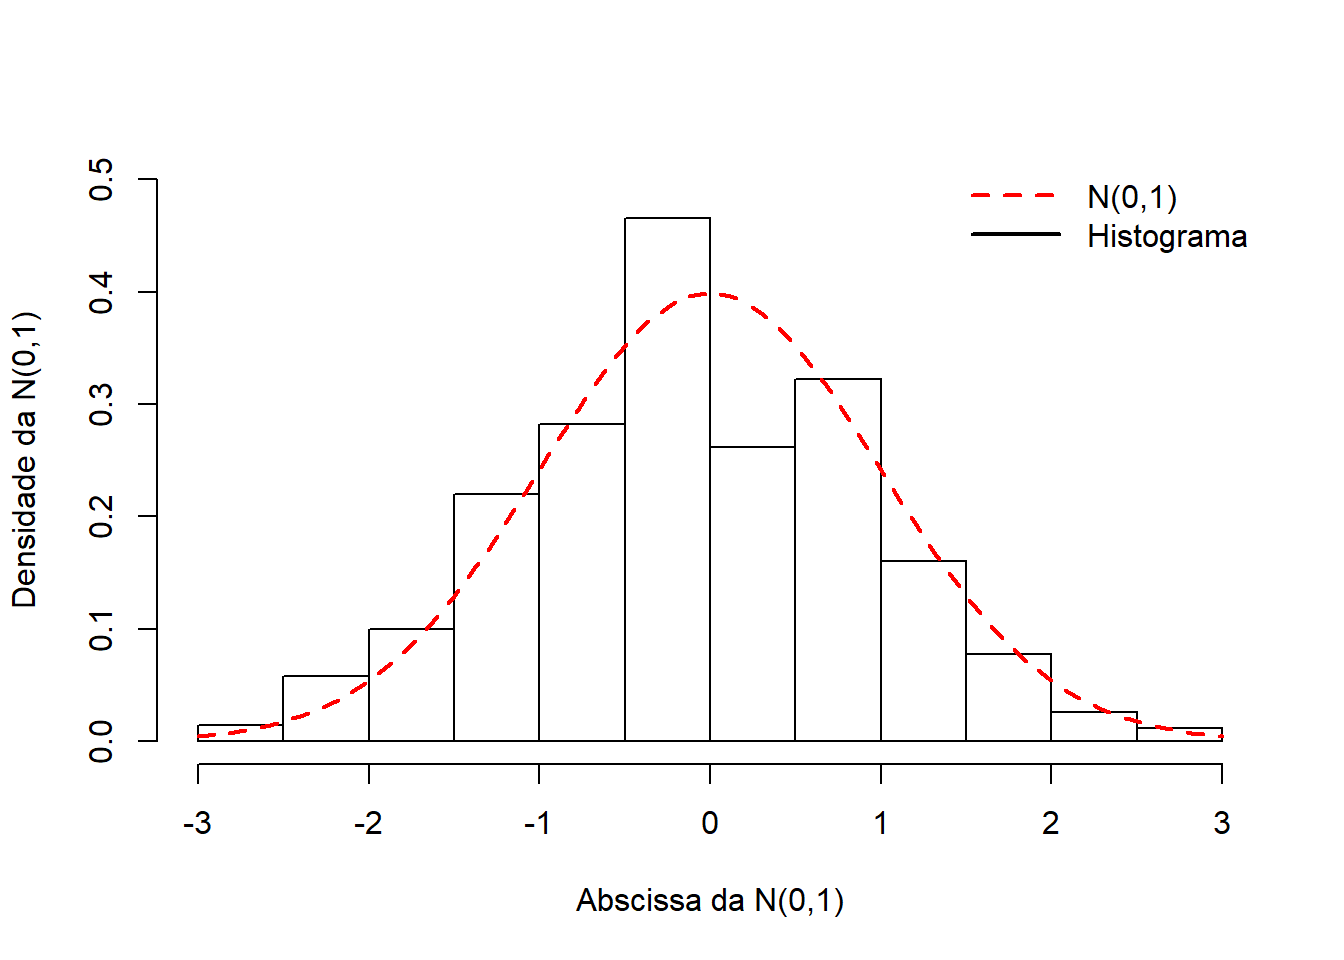 N(0,1)
Histograma
Densidade da N(0,1)
0.5
0.4
0.3
0.2
0.1
0.0
-3 -2 -1 0 1 2 3
Abscissa da N(0,1)